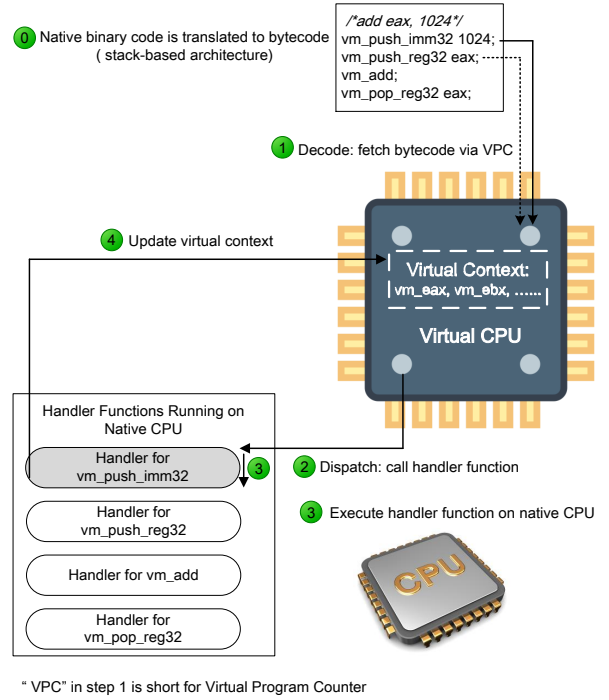 0 Native binary code is translated to bytecode
( stack-based architecture)
/*add eax, 1024*/
vm_push_imm32 1024;
vm_push_reg32 eax;
vm_add;
vm_pop_reg32 eax;
1 Decode: fetch bytecode via VPC
4 Update virtual context
Virtual Context:
vm_eax, vm_ebx, ......
Virtual CPU
Handler Functions Running on
Native CPU
Handler for
vm_push_imm32
3
2 Dispatch: call handler function
Handler for
vm_push_reg32
3 Execute handler function on native CPU
Handler for vm_add
CPU
Handler for
vm_pop_reg32
“ VPC” in step 1 is short for Virtual Program Counter